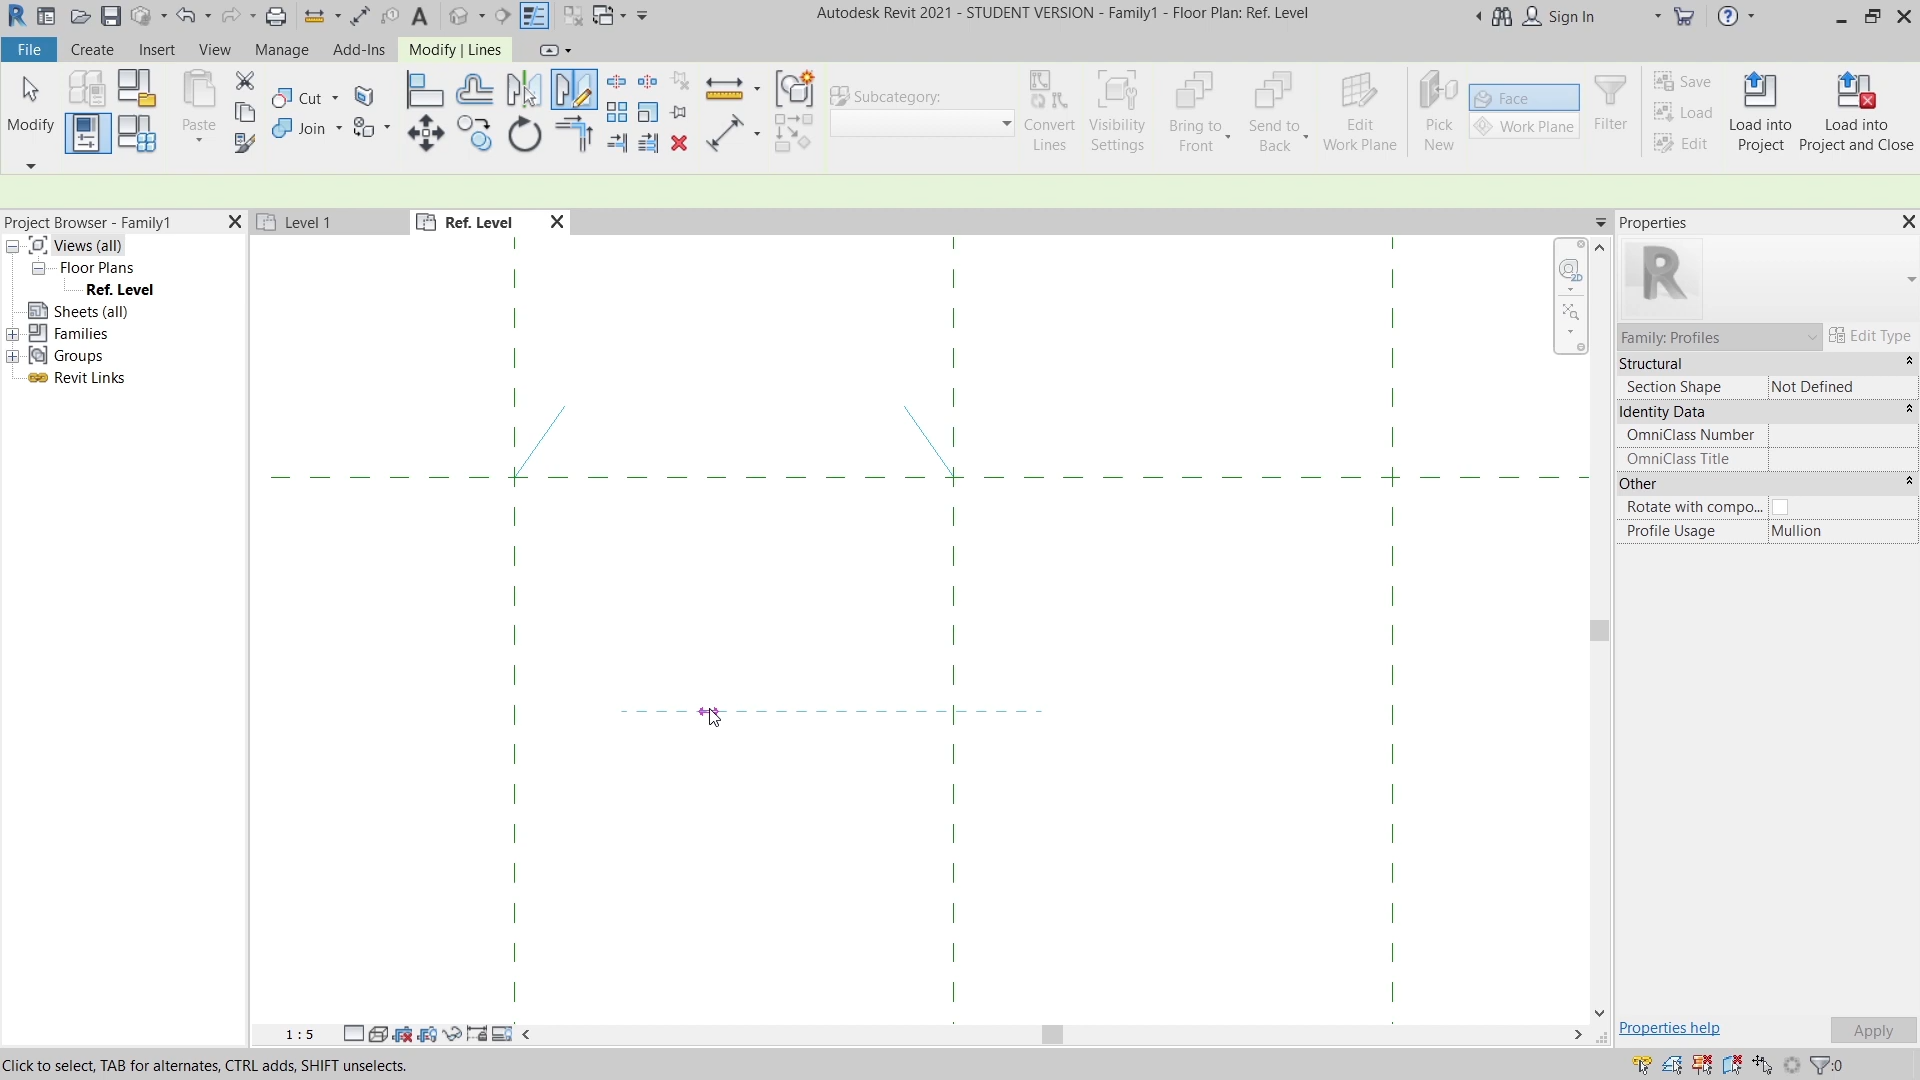 Autodesk Revit 2021 - STUDENT VERSION - Family1 - Floor Plan: Ref. Level
Sign In
File Create Insert View Manage Add-Ins Modify | Lines
Modify
Paste
Cut
Join
Subcategory:
Convert Lines
Visibility Settings
Bring to Front
Send to Back
Edit Work Plane
Pick New
Face
Work Plane
Filter
Save
Load
Edit
Load into Project
Load into Project and Close
Project Browser - Family1
Views (all)
Floor Plans
Ref. Level
Sheets (all)
Families
Groups
Revit Links
Level 1
Ref. Level
2D
Properties
R
Family: Profiles
Edit Type
Structural
Section Shape Not Defined
Identity Data
OmniClass Number
OmniClass Title
Other
Rotate with compo...
Profile Usage Mullion
Properties help
Apply
1 : 5
Click to select, TAB for alternates, CTRL adds, SHIFT unselects.
:0